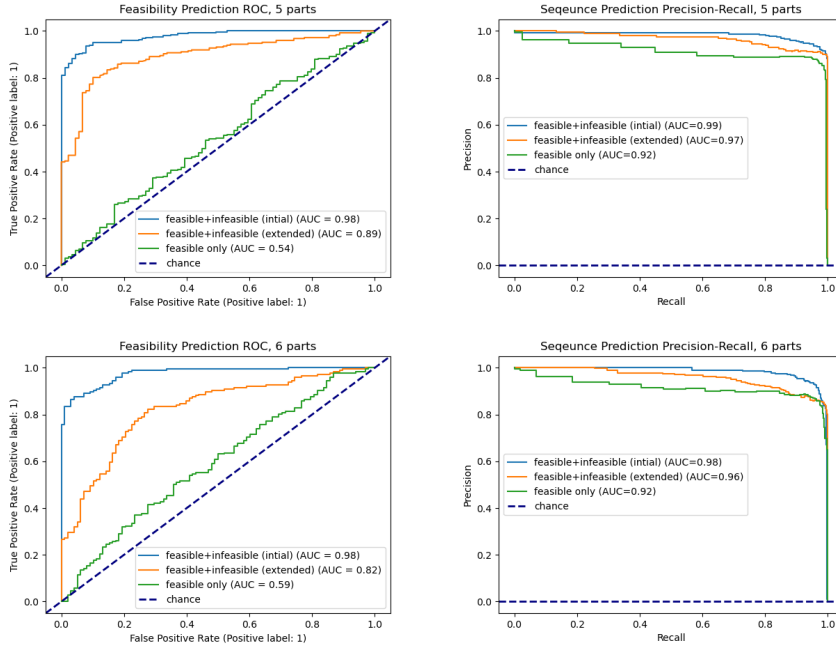 Feasibility Prediction ROC, 5 parts
True Positive Rate (Positive label: 1)
1.0
0.8
0.6
0.4
0.2
0.0
feasible+infeasible (intial) (AUC = 0.98)
feasible+infeasible (extended) (AUC = 0.89)
feasible only (AUC = 0.54)
chance
0.0 0.2 0.4 0.6 0.8 1.0
False Positive Rate (Positive label: 1)
Seqeunce Prediction Precision-Recall, 5 parts
Precision
1.0
0.8
0.6
0.4
0.2
0.0
feasible+infeasible (intial) (AUC=0.99)
feasible+infeasible (extended) (AUC=0.97)
feasible only (AUC=0.92)
chance
0.0 0.2 0.4 0.6 0.8 1.0
Recall
Feasibility Prediction ROC, 6 parts
True Positive Rate (Positive label: 1)
1.0
0.8
0.6
0.4
0.2
0.0
feasible+infeasible (intial) (AUC = 0.98)
feasible+infeasible (extended) (AUC = 0.82)
feasible only (AUC = 0.59)
chance
0.0 0.2 0.4 0.6 0.8 1.0
False Positive Rate (Positive label: 1)
Seqeunce Prediction Precision-Recall, 6 parts
Precision
1.0
0.8
0.6
0.4
0.2
0.0
feasible+infeasible (intial) (AUC=0.98)
feasible+infeasible (extended) (AUC=0.96)
feasible only (AUC=0.92)
chance
0.0 0.2 0.4 0.6 0.8 1.0
Recall